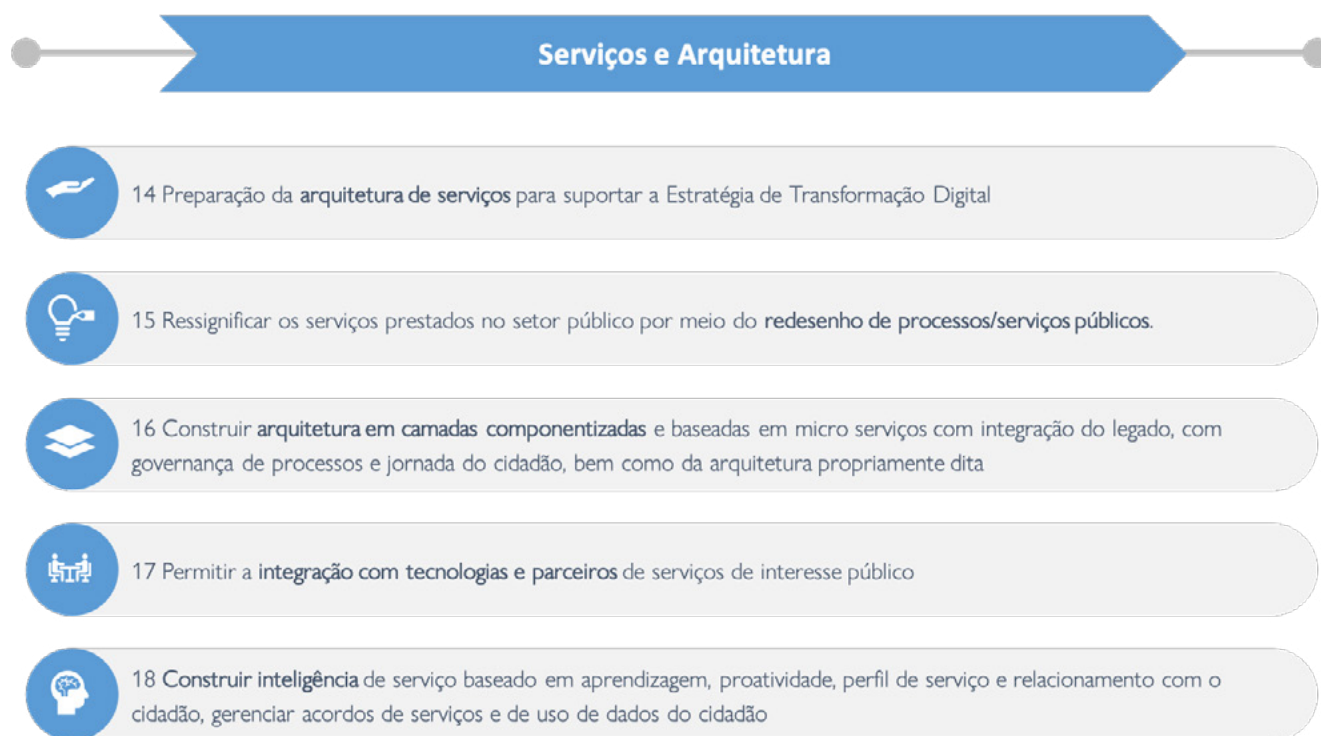 Serviços e Arquitetura
14 Preparação da arquitetura de serviços para suportar a Estratégia de Transformação Digital
15 Ressignificar os serviços prestados no setor público por meio do redesenho de processos/serviços públicos.
16 Construir arquitetura em camadas componentizadas e baseadas em micro serviços com integração do legado, com
governança de processos e jornada do cidadão, bem como da arquitetura propriamente dita
17 Permitir a integração com tecnologias e parceiros de serviços de interesse público
18 Construir inteligência de serviço baseado em aprendizagem, proatividade, perfil de serviço e relacionamento com o
cidadão, gerenciar acordos de serviços e de uso de dados do cidadão